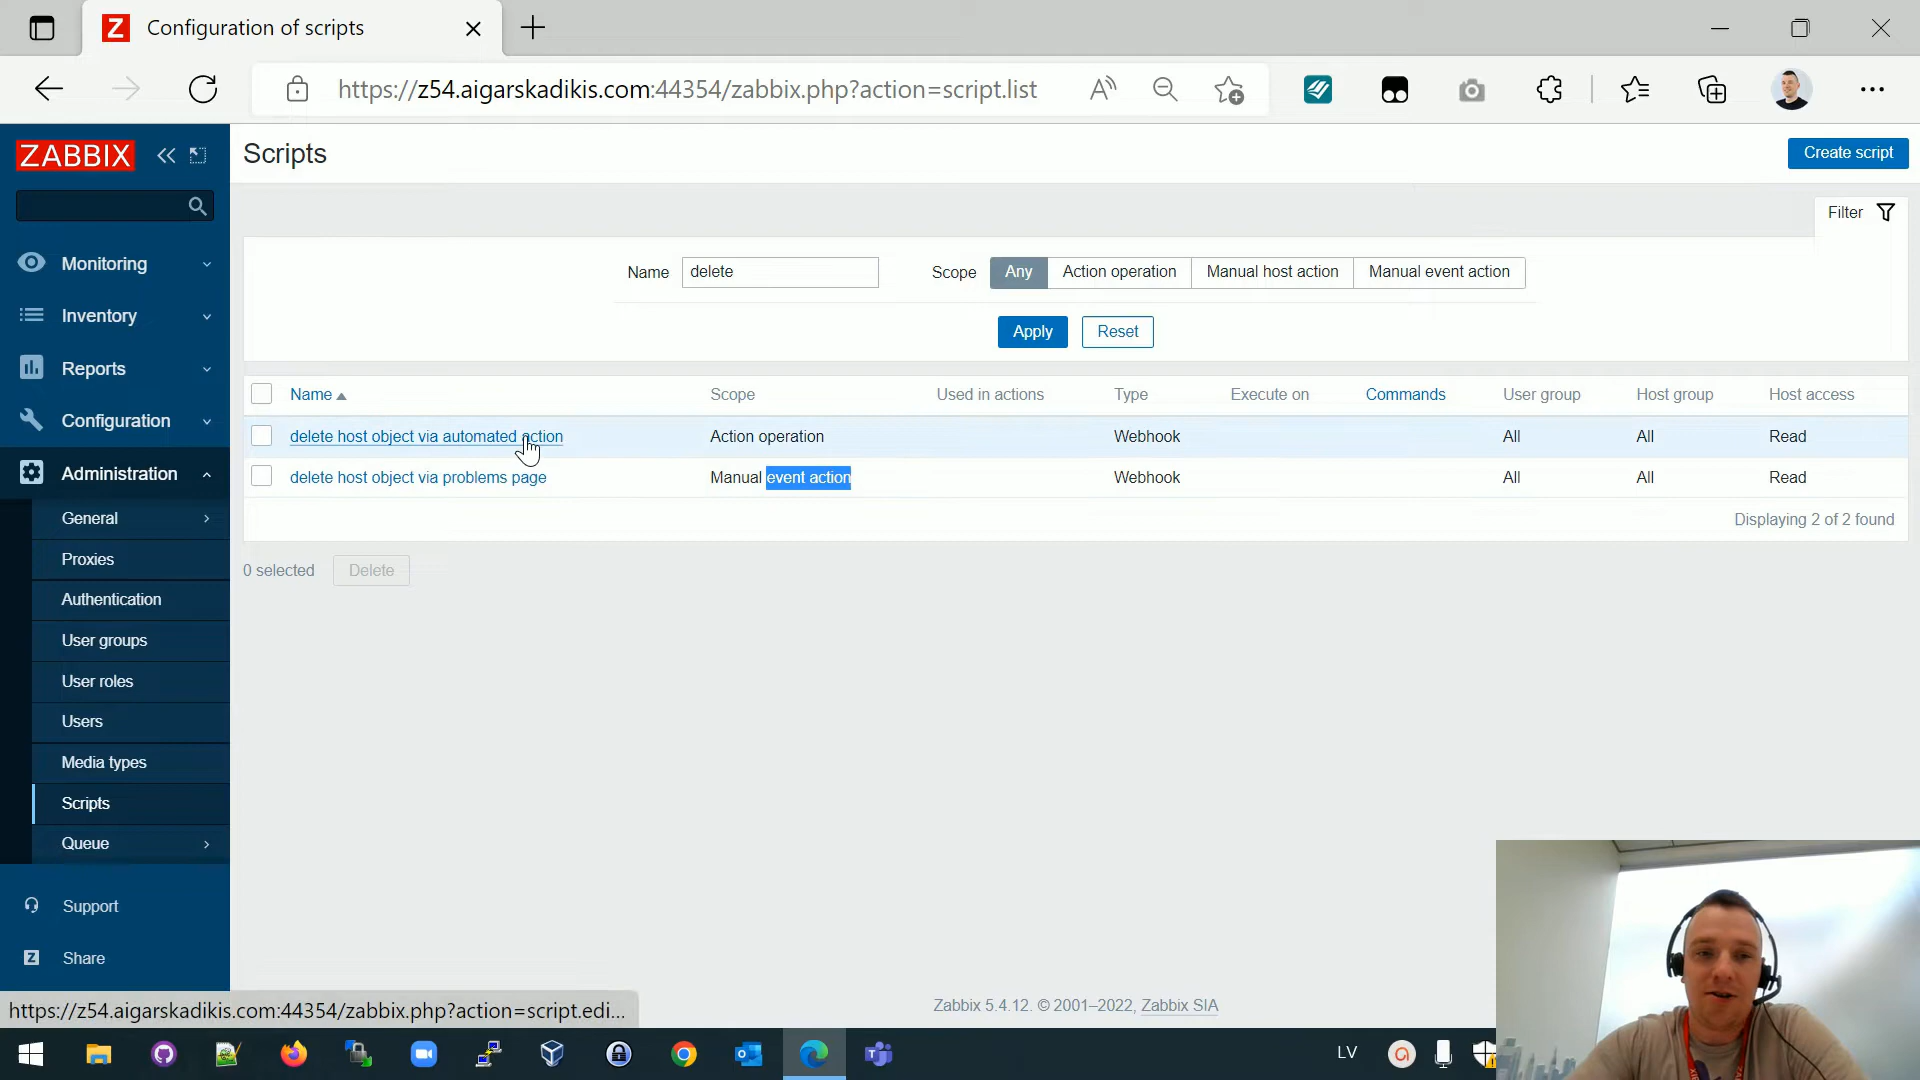 Configuration of scripts
https://z54.aigarskadikis.com:44354/zabbix.php?action=script.list
ZABBIX
Scripts
Create script
Filter
Name delete Scope Any Action operation Manual host action Manual event action
Apply Reset
Monitoring
Inventory
Reports
Configuration
Administration
General
Proxies
Authentication
User groups
User roles
Users
Media types
Scripts
Queue
Support
Share
Name Scope Used in actions Type Execute on Commands User group Host group Host access
delete host object via automated action Action operation Webhook All All Read
delete host object via problems page Manual event action Webhook All All Read
Displaying 2 of 2 found
0 selected Delete
https://z54.aigarskadikis.com:44354/zabbix.php?action=script.edi...
Zabbix 5.4.12. © 2001–2022, Zabbix SIA
LV